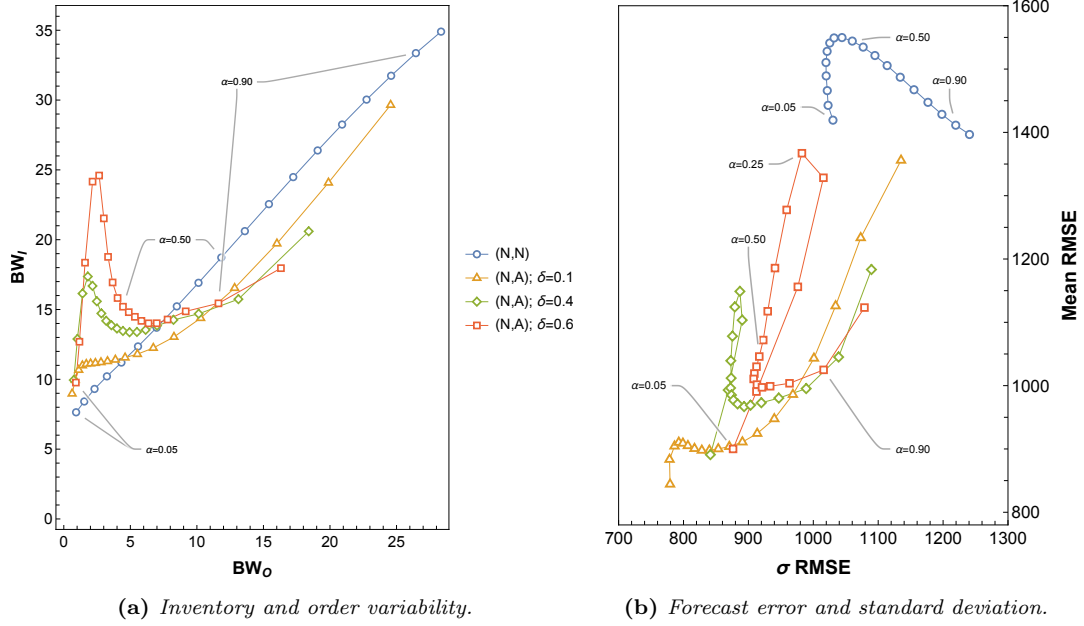 35
30
25
20
15
10
5
0
0 5 10 15 20 25
BW_I
BW_O
α=0.90
α=0.50
α=0.05
(N,N)
(N,A); δ=0.1
(N,A); δ=0.4
(N,A); δ=0.6
1600
1400
1200
1000
800
700 800 900 1000 1100 1200 1300
Mean RMSE
σ RMSE
α=0.50
α=0.90
α=0.05
α=0.25
α=0.50
α=0.05
α=0.90
(a) Inventory and order variability.
(b) Forecast error and standard deviation.